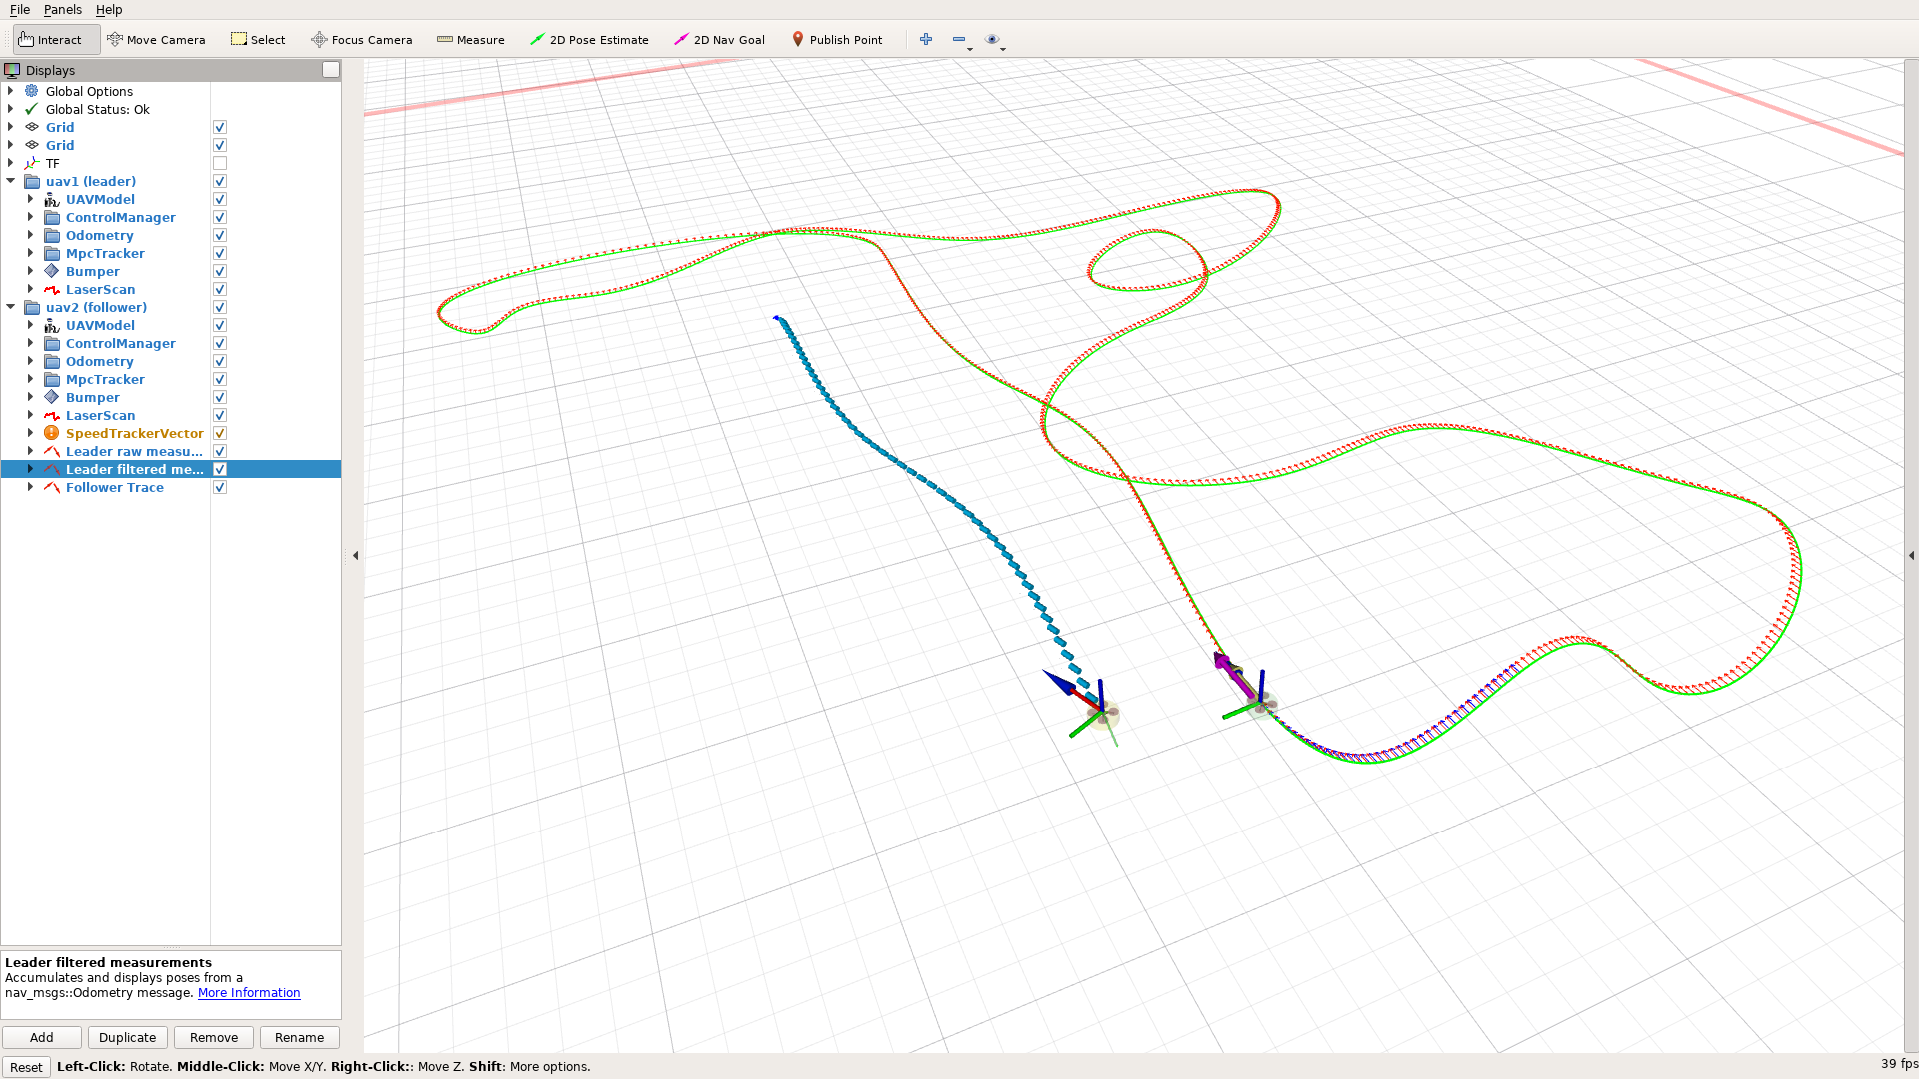 File Panels Help
Interact Move Camera Select Focus Camera Measure 2D Pose Estimate 2D Nav Goal Publish Point
Displays
Global Options
Global Status: Ok
Grid
Grid
TF
uav1 (leader)
UAVModel
ControlManager
Odometry
MpcTracker
Bumper
LaserScan
uav2 (follower)
UAVModel
ControlManager
Odometry
MpcTracker
Bumper
LaserScan
SpeedTrackerVector
Leader raw measu...
Leader filtered me...
Follower Trace
Leader filtered measurements
Accumulates and displays poses from a
nav_msgs::Odometry message. More Information
Add Duplicate Remove Rename
Reset Left-Click: Rotate. Middle-Click: Move X/Y. Right-Click:: Move Z. Shift: More options. 39 fps